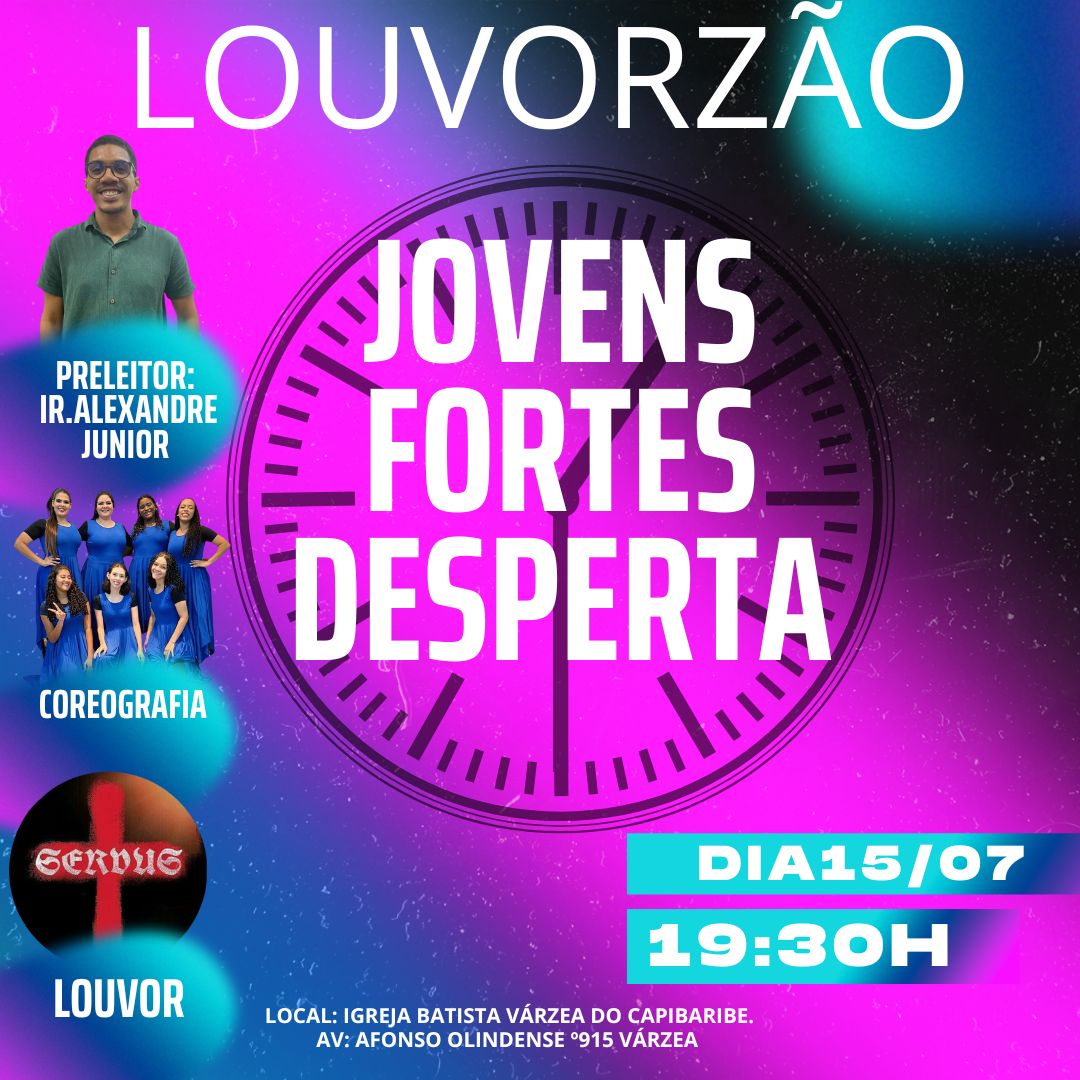 LOUVORZÃO
JOVENS
FORTES
DESPERTA
PRELEITOR:
IR.ALEXANDRE
JUNIOR
COREOGRAFIA
SERVUS
LOUVOR
DIA15/07
19:30H
LOCAL: IGREJA BATISTA VÁRZEA DO CAPIBARIBE.
AV: AFONSO OLINDENSE º915 VÁRZEA